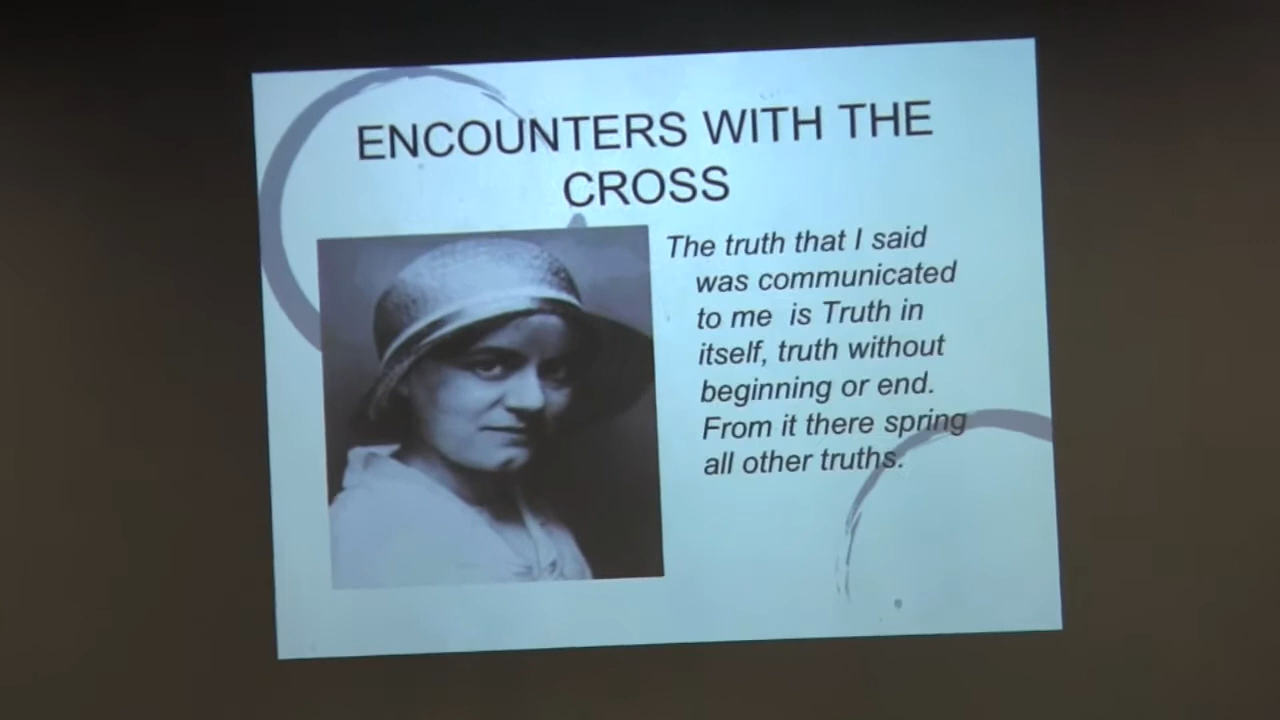 ENCOUNTERS WITH THE
CROSS
The truth that I said
was communicated
to me is Truth in
itself, truth without
beginning or end.
From it there spring
all other truths.